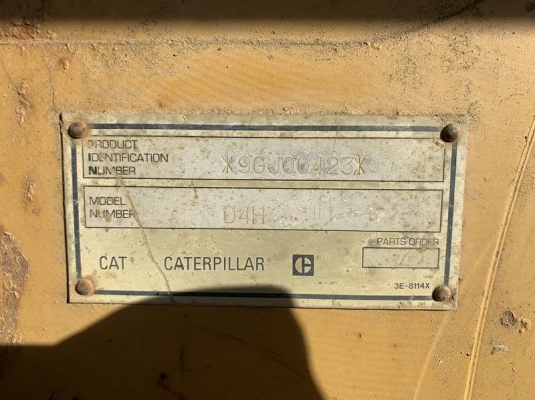 PRODUCT
IDENTIFICATION
NUMBER
*9GJ00423*
MODEL
NUMBER
D4H
PARTS ORDER
CAT CATERPILLAR C
3E-8114X